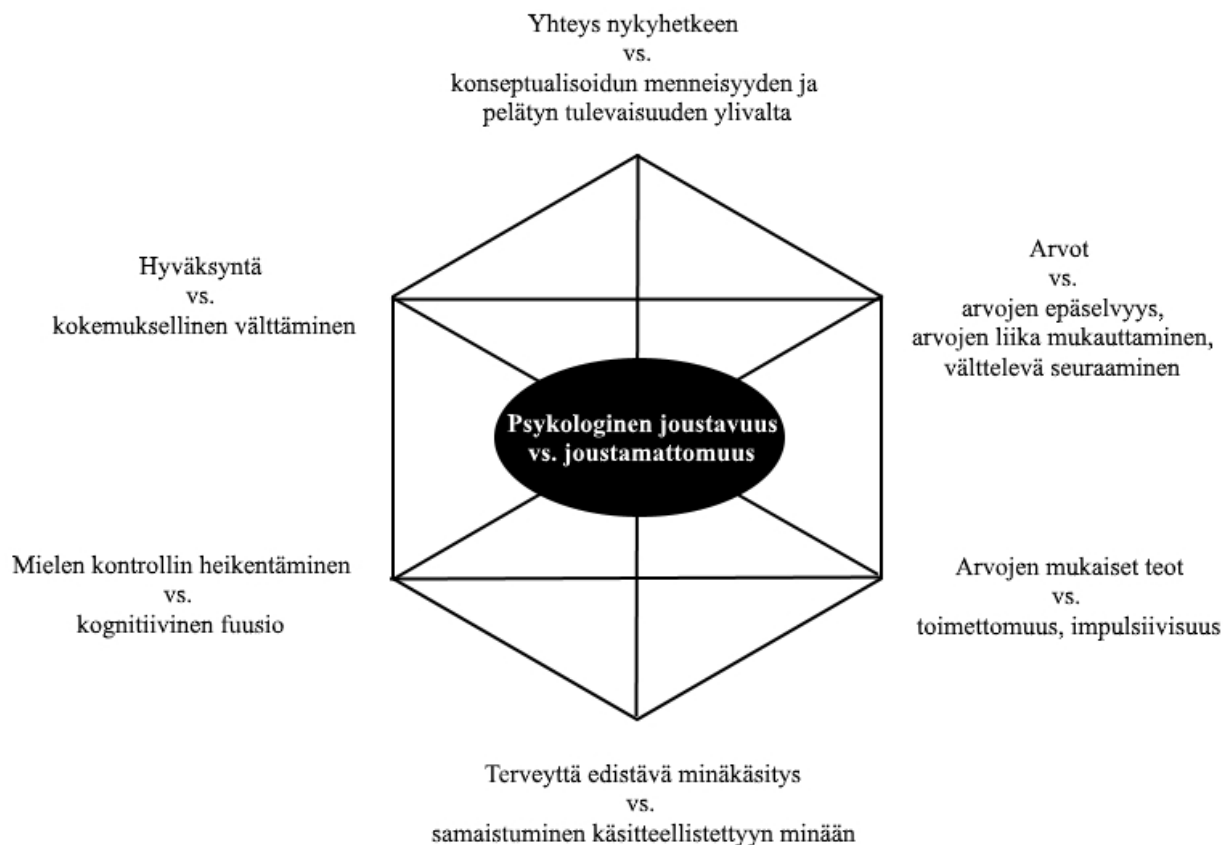 Yhteys nykyhetkeen
vs.
konseptualisoidun menneisyyden ja
pelätyn tulevaisuuden ylivalta
Hyväksyntä
vs.
kokemuksellinen välttäminen
Arvot
vs.
arvojen epäselvyys,
arvojen liika mukauttaminen,
välttelevä seuraaminen
Psykologinen joustavuus
vs. joustamattomuus
Mielen kontrollin heikentäminen
vs.
kognitiivinen fuusio
Arvojen mukaiset teot
vs.
toimettomuus, impulsiivisuus
Terveyttä edistävä minäkäsitys
vs.
samaistuminen käsitteellistettyyn minään